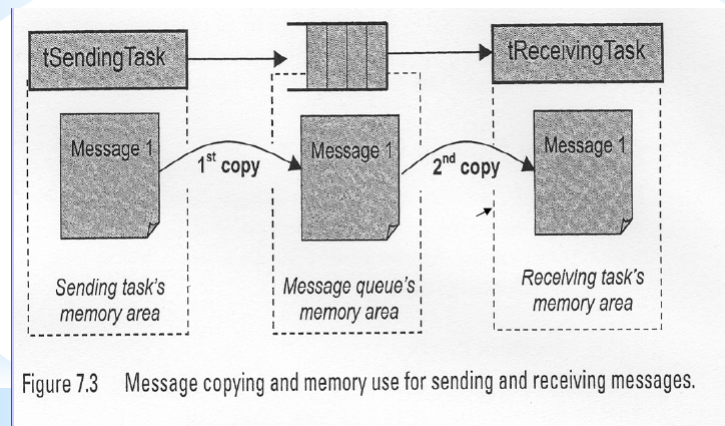 tSendingTask
tReceivingTask
Message 1
1st copy
Message 1
2nd copy
Message 1
Sending task's
memory area
Message queue's
memory area
Receiving task's
memory area
Figure 7.3 Message copying and memory use for sending and receiving messages.